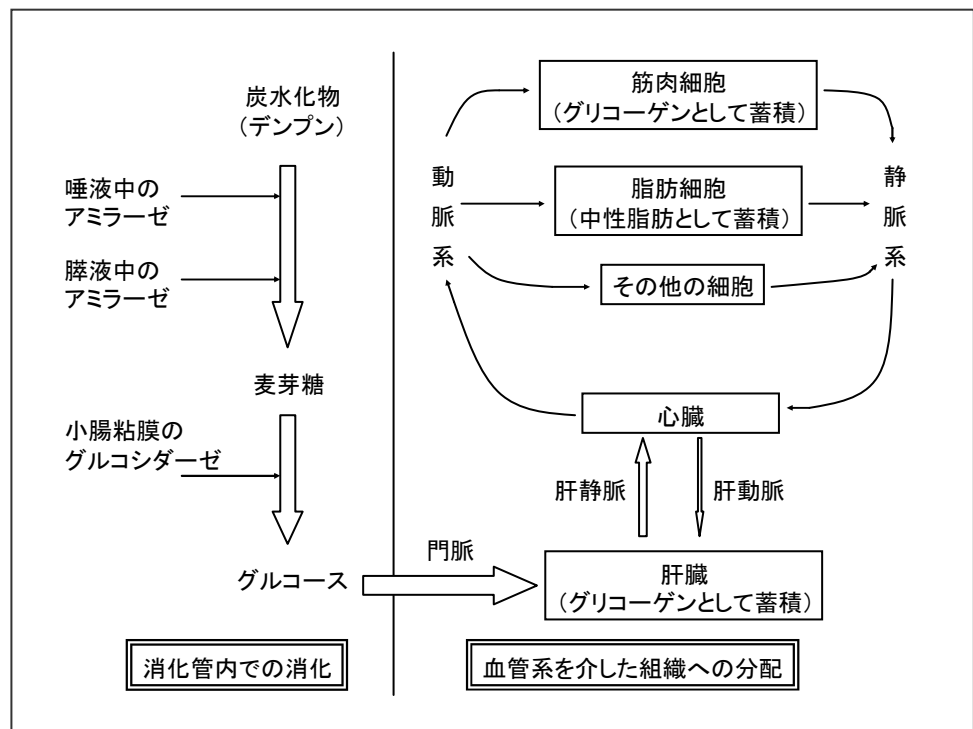 炭水化物
（デンプン）
唾液中の
アミラーゼ
膵液中の
アミラーゼ
麦芽糖
小腸粘膜の
グルコシダーゼ
グルコース
消化管内での消化
筋肉細胞
（グリコーゲンとして蓄積）
動脈系
脂肪細胞
（中性脂肪として蓄積）
静脈系
その他の細胞
心臓
肝静脈
肝動脈
門脈
肝臓
（グリコーゲンとして蓄積）
血管系を介した組織への分配